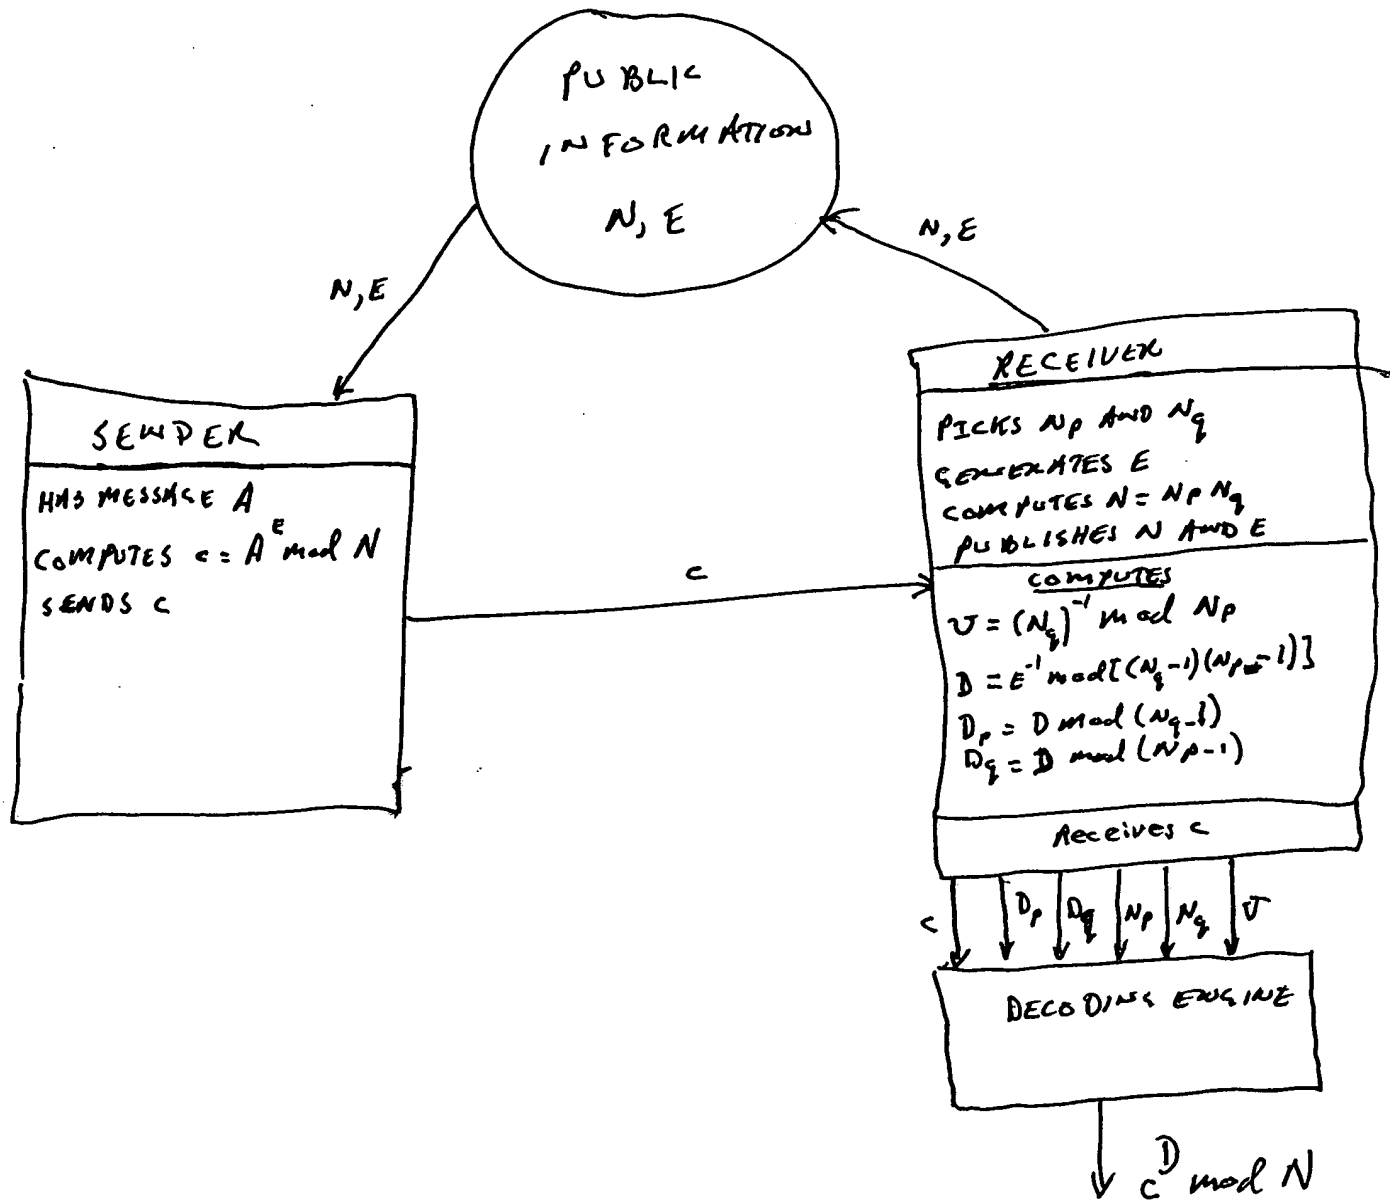 PUBLIC
INFORMATION
N, E
N, E
N, E
SENDER
HAS MESSAGE A
COMPUTES c = A^E mod N
SENDS C
C
RECEIVER
PICKS Np AND Nq
GENERATES E
COMPUTES N = Np Nq
PUBLISHES N AND E
COMPUTES
U = (Nq)^-1 mod Np
D = E^-1 mod [(Nq-1)(Np-1)]
Dp = D mod (Nq-1)
Dq = D mod (Np-1)
Receives c
C Dp Dq Np Nq U
DECODING ENGINE
c^D mod N